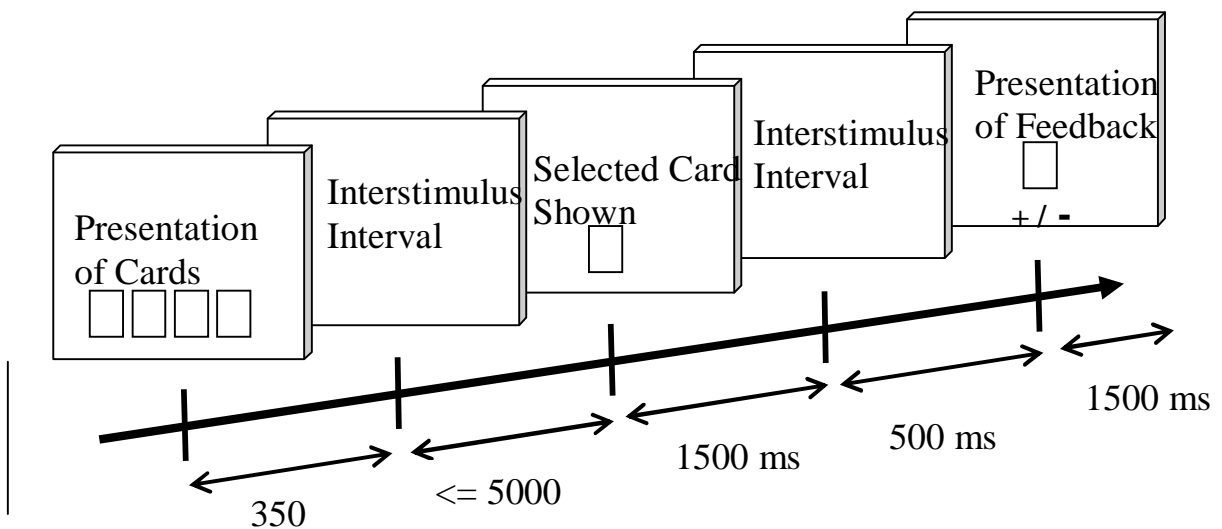 Presentation
of Cards
Interstimulus
Interval
Selected Card
Shown
Interstimulus
Interval
Presentation
of Feedback
+ / -
350
<= 5000
1500 ms
500 ms
1500 ms